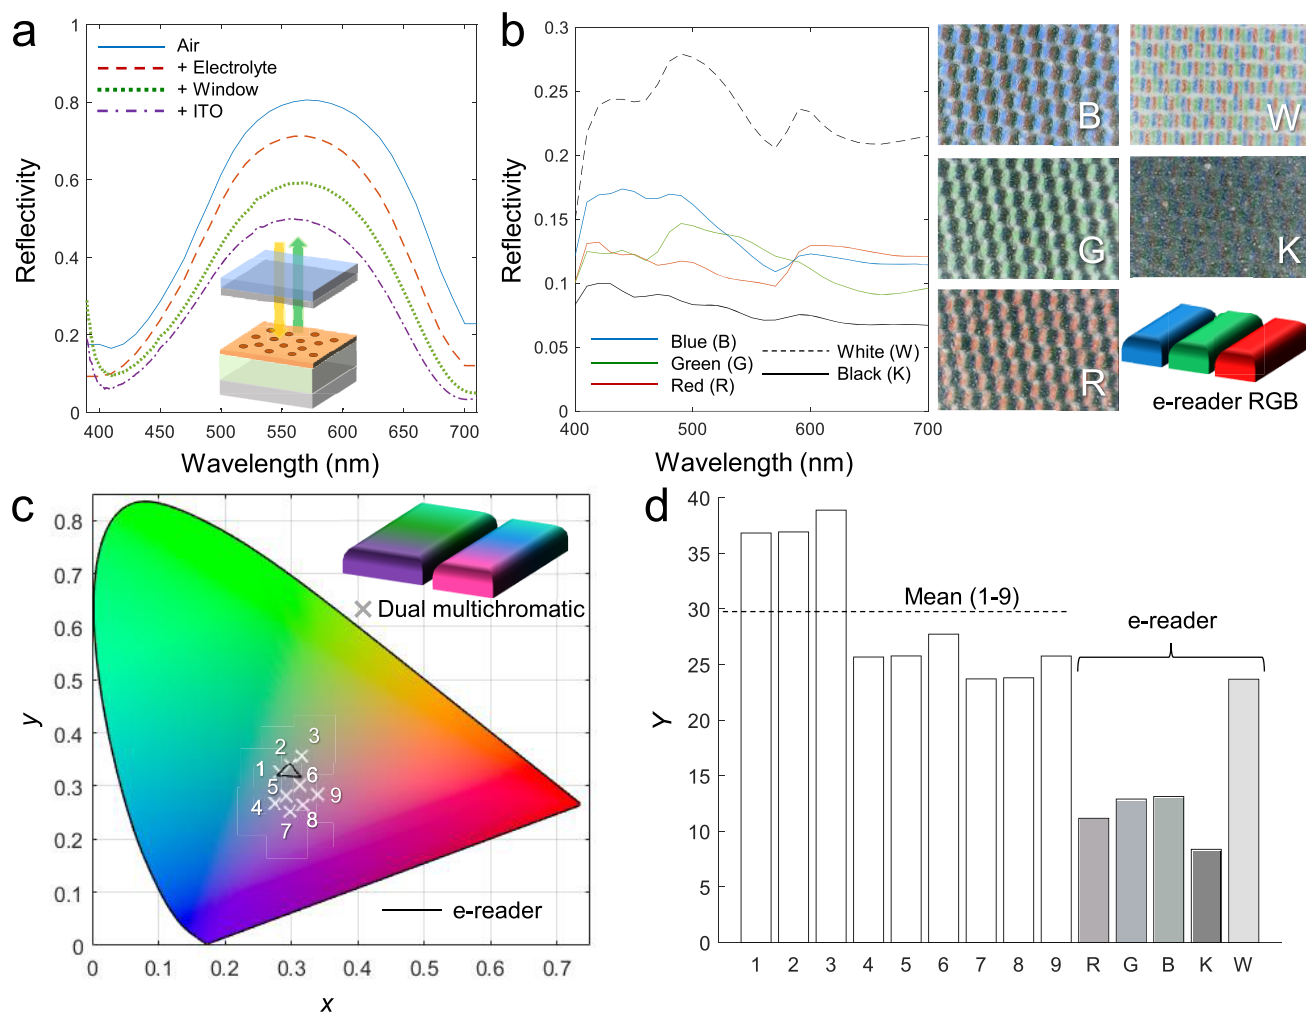 a
1
0.8
0.6
0.4
0.2
0
Reflectivity
Air
+ Electrolyte
+ Window
+ ITO
400 450 500 550 600 650 700
Wavelength (nm)
b
0.3
0.25
0.2
0.15
0.1
0.05
0
Reflectivity
Blue (B)
Green (G)
Red (R)
White (W)
Black (K)
400 500 600 700
Wavelength (nm)
B
W
G
K
R
e-reader RGB
c
0.8
0.7
0.6
0.5
0.4
0.3
0.2
0.1
0
y
Dual multichromatic
1 2 3
4 5 6
7 8 9
e-reader
0 0.1 0.2 0.3 0.4 0.5 0.6 0.7
x
d
40
35
30
25
20
15
10
5
0
Y
Mean (1-9)
e-reader
1 2 3 4 5 6 7 8 9 R G B K W